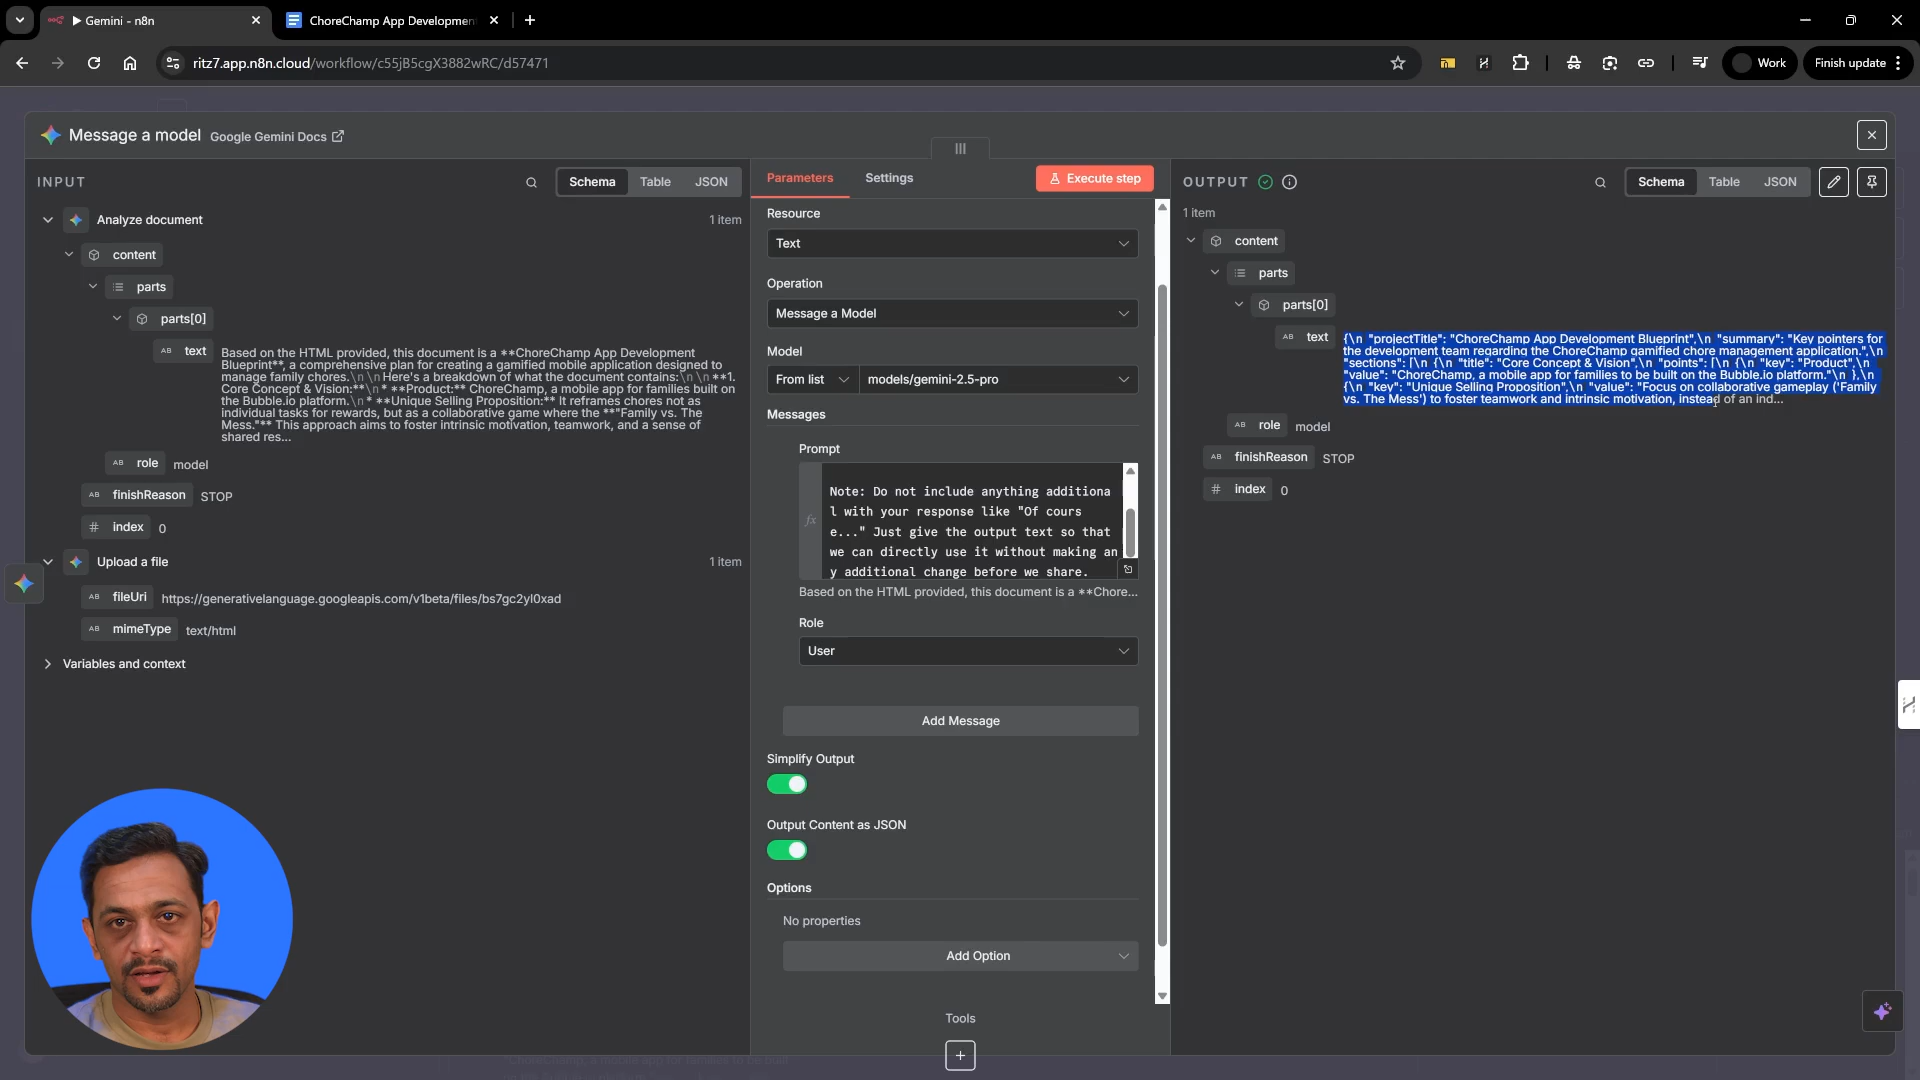 Gemini - n8n
ChoreChamp App Developmen
ritz7.app.n8n.cloud/workflow/c55jB5cgX3882wRC/d57471
Work
Finish update
Message a model
Google Gemini Docs
INPUT
Schema
Table
JSON
Analyze document
1 item
content
parts
parts[0]
AB text
Based on the HTML provided, this document is a **ChoreChamp App Development
Blueprint**, a comprehensive plan for creating a gamified mobile application designed to
manage family chores.\n\nHere's a breakdown of what the document contains:\n\n**1.
Core Concept & Vision:**\n* **Product:** ChoreChamp, a mobile app for families built on
the Bubble.io platform.\n* **Unique Selling Proposition:** It reframes chores not as
individual tasks for rewards, but as a collaborative game where the **"Family vs. The
Mess."** This approach aims to foster intrinsic motivation, teamwork, and a sense of
shared res...
AB role model
AB finishReason STOP
# index 0
Upload a file
1 item
AB fileUri https://generativelanguage.googleapis.com/v1beta/files/bs7gc2yl0xad
AB mimeType text/html
Variables and context
Parameters
Settings
Execute step
Resource
Text
Operation
Message a Model
Model
From list
models/gemini-2.5-pro
Messages
Prompt
fx
Note: Do not include anything additiona
l with your response like "Of cours
e..." Just give the output text so that
we can directly use it without making an
y additional change before we share.
Based on the HTML provided, this document is a **Chore...
Role
User
Add Message
Simplify Output
Output Content as JSON
Options
No properties
Add Option
Tools
OUTPUT
Schema
Table
JSON
1 item
content
parts
parts[0]
AB text
{\n "projectTitle": "ChoreChamp App Development Blueprint",\n "summary": "Key pointers for
the development team regarding the ChoreChamp gamified chore management application.",\n
"sections": [\n {\n "title": "Core Concept & Vision",\n "points": [\n {\n "key": "Product",\n
"value": "ChoreChamp, a mobile app for families to be built on the Bubble.io platform."\n },\n
{\n "key": "Unique Selling Proposition",\n "value": "Focus on collaborative gameplay ('Family
vs. The Mess') to foster teamwork and intrinsic motivation, instead of an ind...
AB role model
AB finishReason STOP
# index 0